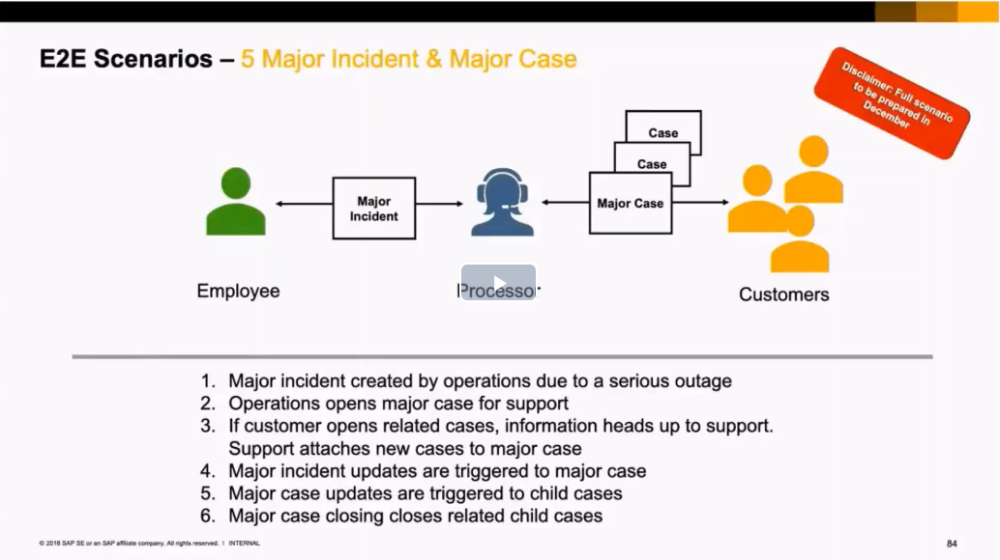 E2E Scenarios – 5 Major Incident & Major Case
Disclaimer: Full scenario
to be prepared in
December
Case
Case
Major Case
Major
Incident
Employee
Processor
Customers
1. Major incident created by operations due to a serious outage
2. Operations opens major case for support
3. If customer opens related cases, information heads up to support.
Support attaches new cases to major case
4. Major incident updates are triggered to major case
5. Major case updates are triggered to child cases
6. Major case closing closes related child cases
© 2018 SAP SE or an SAP affiliate company. All rights reserved. | INTERNAL
84